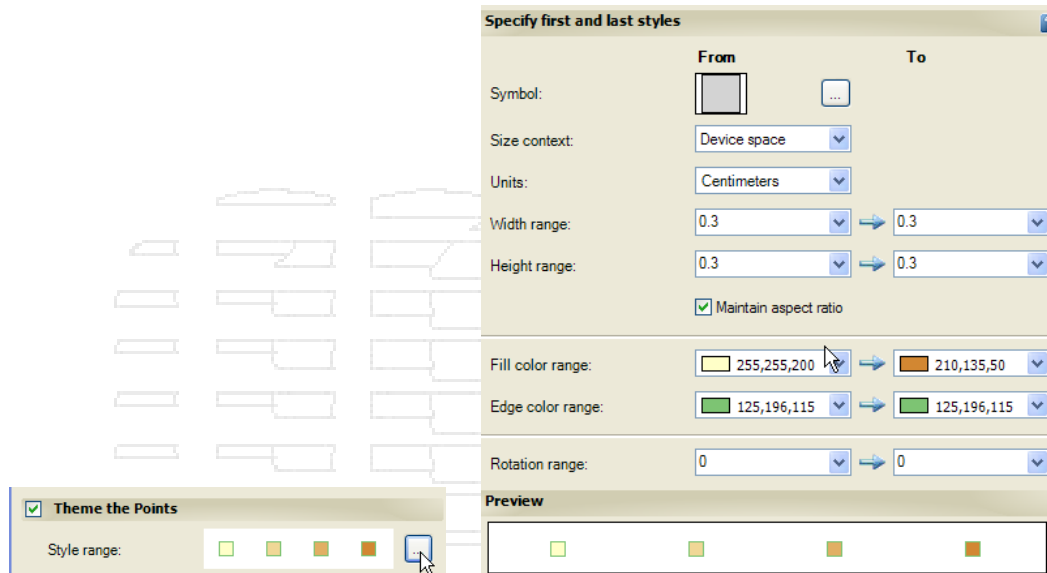 Specify first and last styles
From To
Symbol:
...
Size context: Device space
Units: Centimeters
Width range: 0.3 0.3
Height range: 0.3 0.3
Maintain aspect ratio
Fill color range: 255,255,200 210,135,50
Edge color range: 125,196,115 125,196,115
Rotation range: 0 0
Preview
Theme the Points
Style range: ...